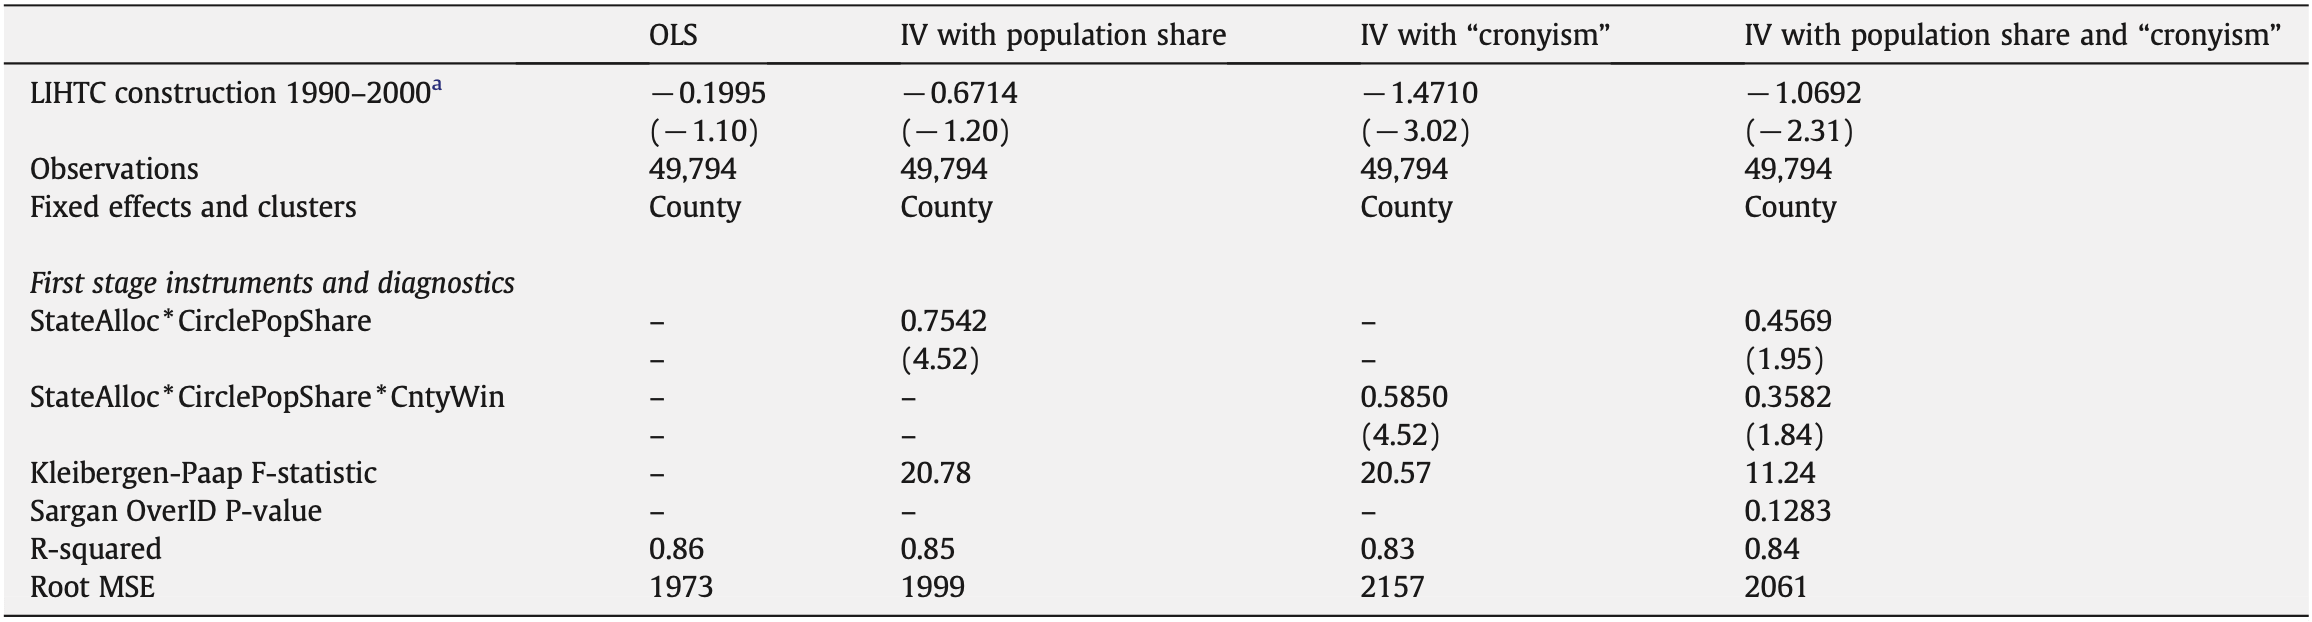 OLS IV with population share IV with “cronyism” IV with population share and “cronyism”
LIHTC construction 1990–2000a −0.1995 −0.6714 −1.4710 −1.0692
(−1.10) (−1.20) (−3.02) (−2.31)
Observations 49,794 49,794 49,794 49,794
Fixed effects and clusters County County County County
First stage instruments and diagnostics
StateAlloc*CirclePopShare – 0.7542 – 0.4569
– (4.52) – (1.95)
StateAlloc*CirclePopShare*CntyWin – – 0.5850 0.3582
– – (4.52) (1.84)
Kleibergen-Paap F-statistic – 20.78 20.57 11.24
Sargan OverID P-value – – – 0.1283
R-squared 0.86 0.85 0.83 0.84
Root MSE 1973 1999 2157 2061